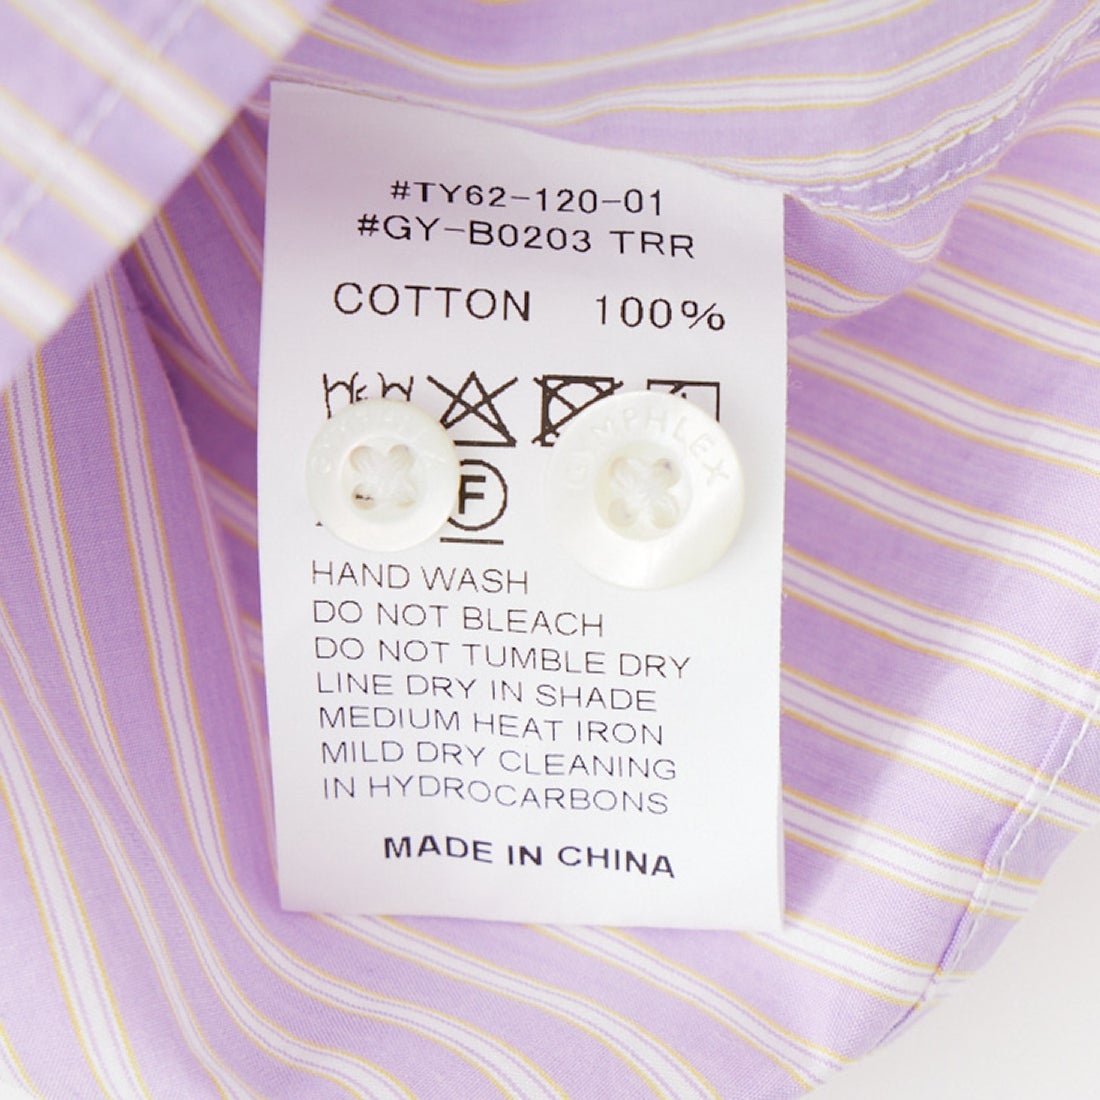 #TY62-120-01
#GY-B0203 TRR
COTTON 100%
GYMPHLEX
F
HAND WASH
DO NOT BLEACH
DO NOT TUMBLE DRY
LINE DRY IN SHADE
MEDIUM HEAT IRON
MILD DRY CLEANING
IN HYDROCARBONS
MADE IN CHINA